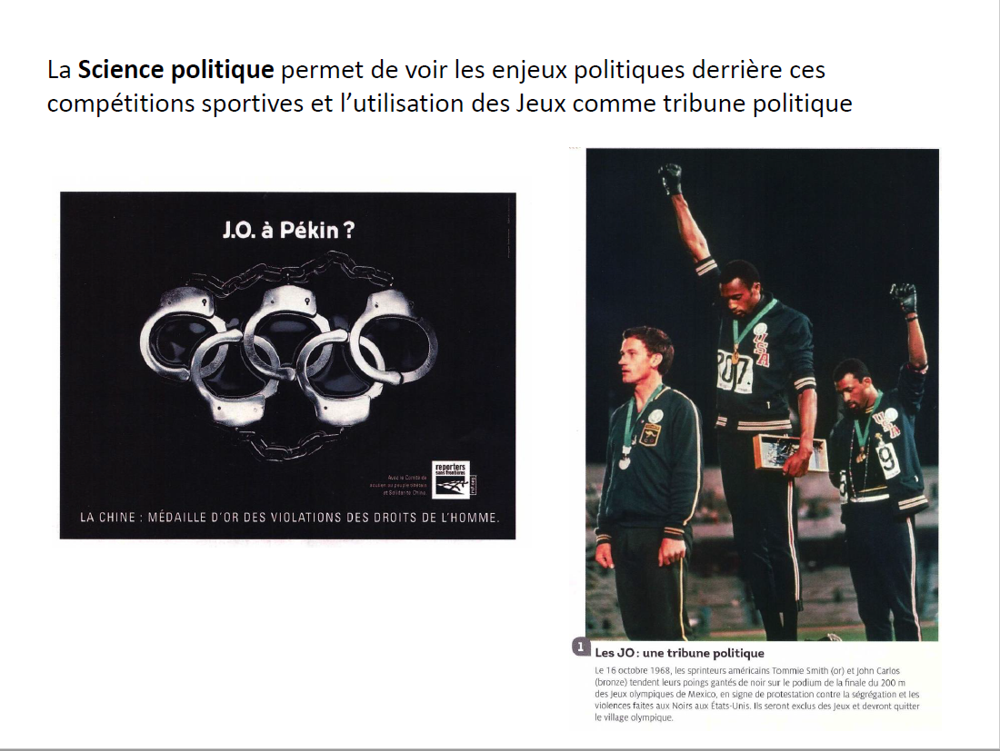 La Science politique permet de voir les enjeux politiques derrière ces
compétitions sportives et l’utilisation des Jeux comme tribune politique
J.O. à Pékin ?
Avec le Comité de
soutien au peuple tibétain
et Solidarité Chine.
reporters
sans frontières
LA CHINE : MÉDAILLE D'OR DES VIOLATIONS DES DROITS DE L'HOMME.
USA
307
USA
1
Les JO : une tribune politique
Le 16 octobre 1968, les sprinteurs américains Tommie Smith (or) et John Carlos
(bronze) tendent leurs poings gantés de noir sur le podium de la finale du 200 m
des Jeux olympiques de Mexico, en signe de protestation contre la ségrégation et les
violences faites aux Noirs aux États-Unis. Ils seront exclus des Jeux et devront quitter
le village olympique.